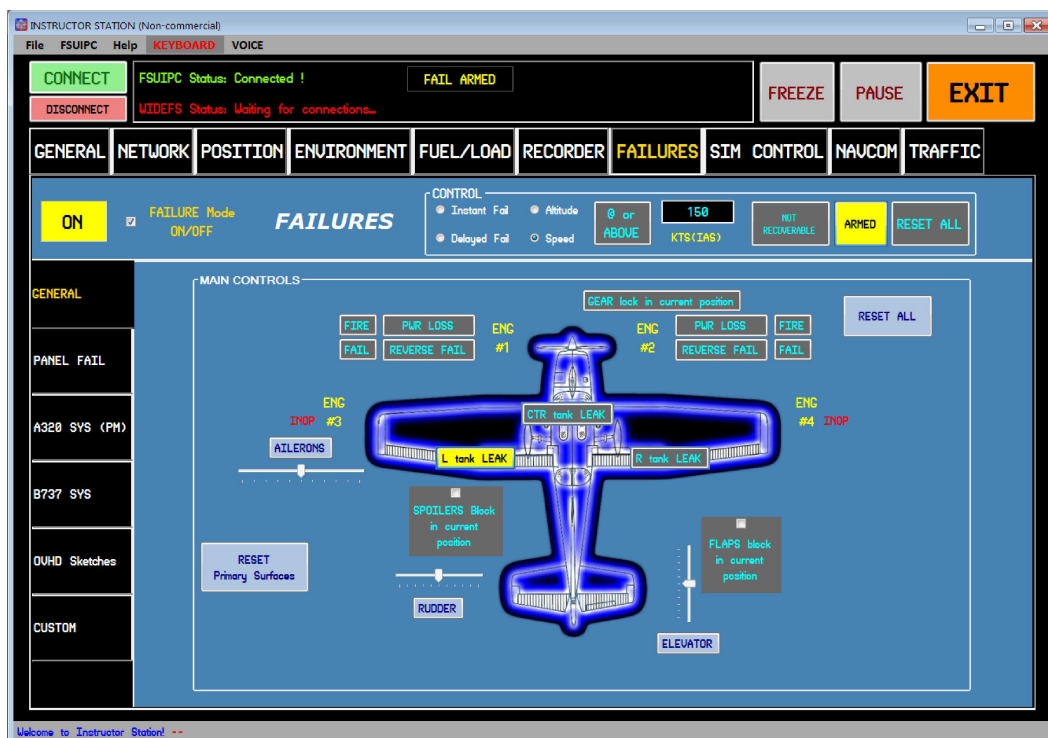 INSTRUCTOR STATION (Non-commercial)
File FSUIPC Help KEYBOARD VOICE
CONNECT
DISCONNECT
FSUIPC Status: Connected !
FAIL ARMED
WIDEFS Status: Waiting for connections...
FREEZE
PAUSE
EXIT
GENERAL NETWORK POSITION ENVIRONMENT FUEL/LOAD RECORDER FAILURES SIM CONTROL NAVCOM TRAFFIC
ON
FAILURE Mode
ON/OFF
FAILURES
CONTROL
Instant Fail
Altitude
Delayed Fail
Speed
@ or
ABOVE
150
KTS(IAS)
NOT
RECOVERABLE
ARMED
RESET ALL
GENERAL
PANEL FAIL
A320 SYS (PM)
B737 SYS
OVHD Sketches
CUSTOM
MAIN CONTROLS
GEAR lock in current position
RESET ALL
FIRE
PWR LOSS
ENG
#1
FAIL
REVERSE FAIL
ENG
#2
PWR LOSS
FIRE
REVERSE FAIL
FAIL
ENG
INOP #3
ENG
#4 INOP
CTR tank LEAK
AILERONS
L tank LEAK
R tank LEAK
SPOILERS Block
in current
position
FLAPS block
in current
position
RESET
Primary Surfaces
RUDDER
ELEVATOR
Welcome to Instructor Station! --